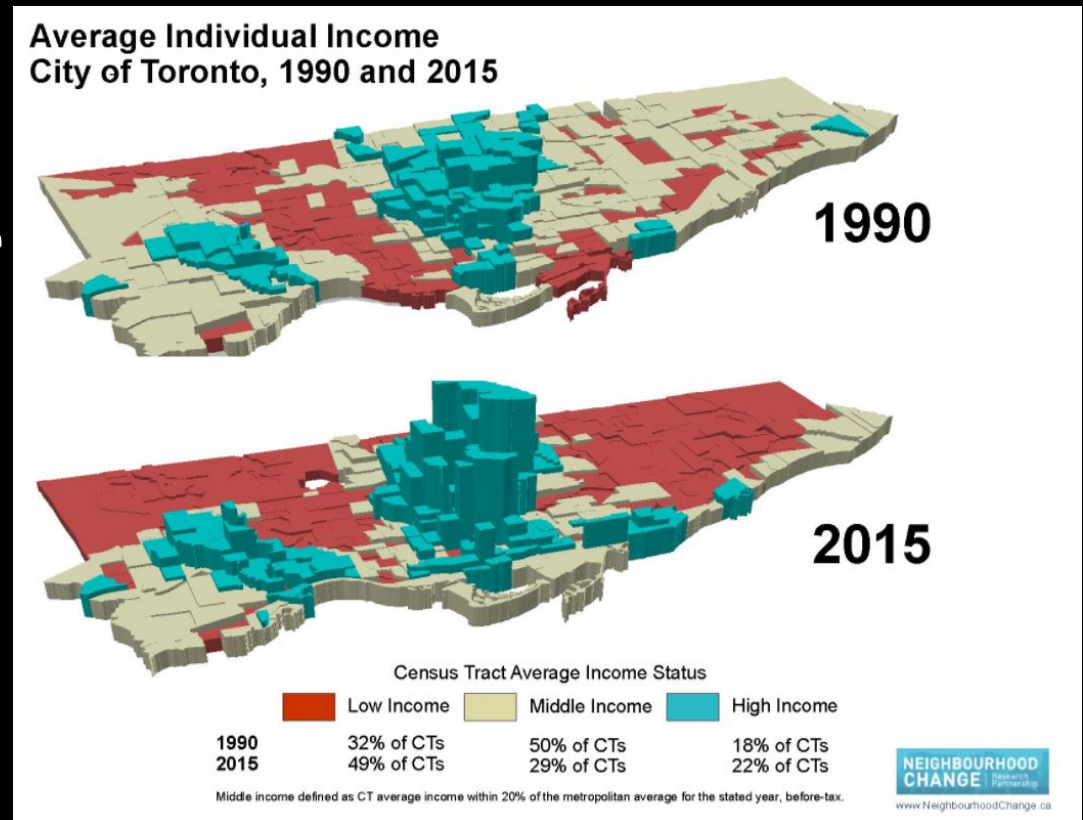 Average Individual Income
City of Toronto, 1990 and 2015
1990
2015
Census Tract Average Income Status
Low Income Middle Income High Income
1990 32% of CTs 50% of CTs 18% of CTs
2015 49% of CTs 29% of CTs 22% of CTs
Middle income defined as CT average income within 20% of the metropolitan average for the stated year, before-tax.
NEIGHBOURHOOD
CHANGE Research Partnership
www.NeighbourhoodChange.ca